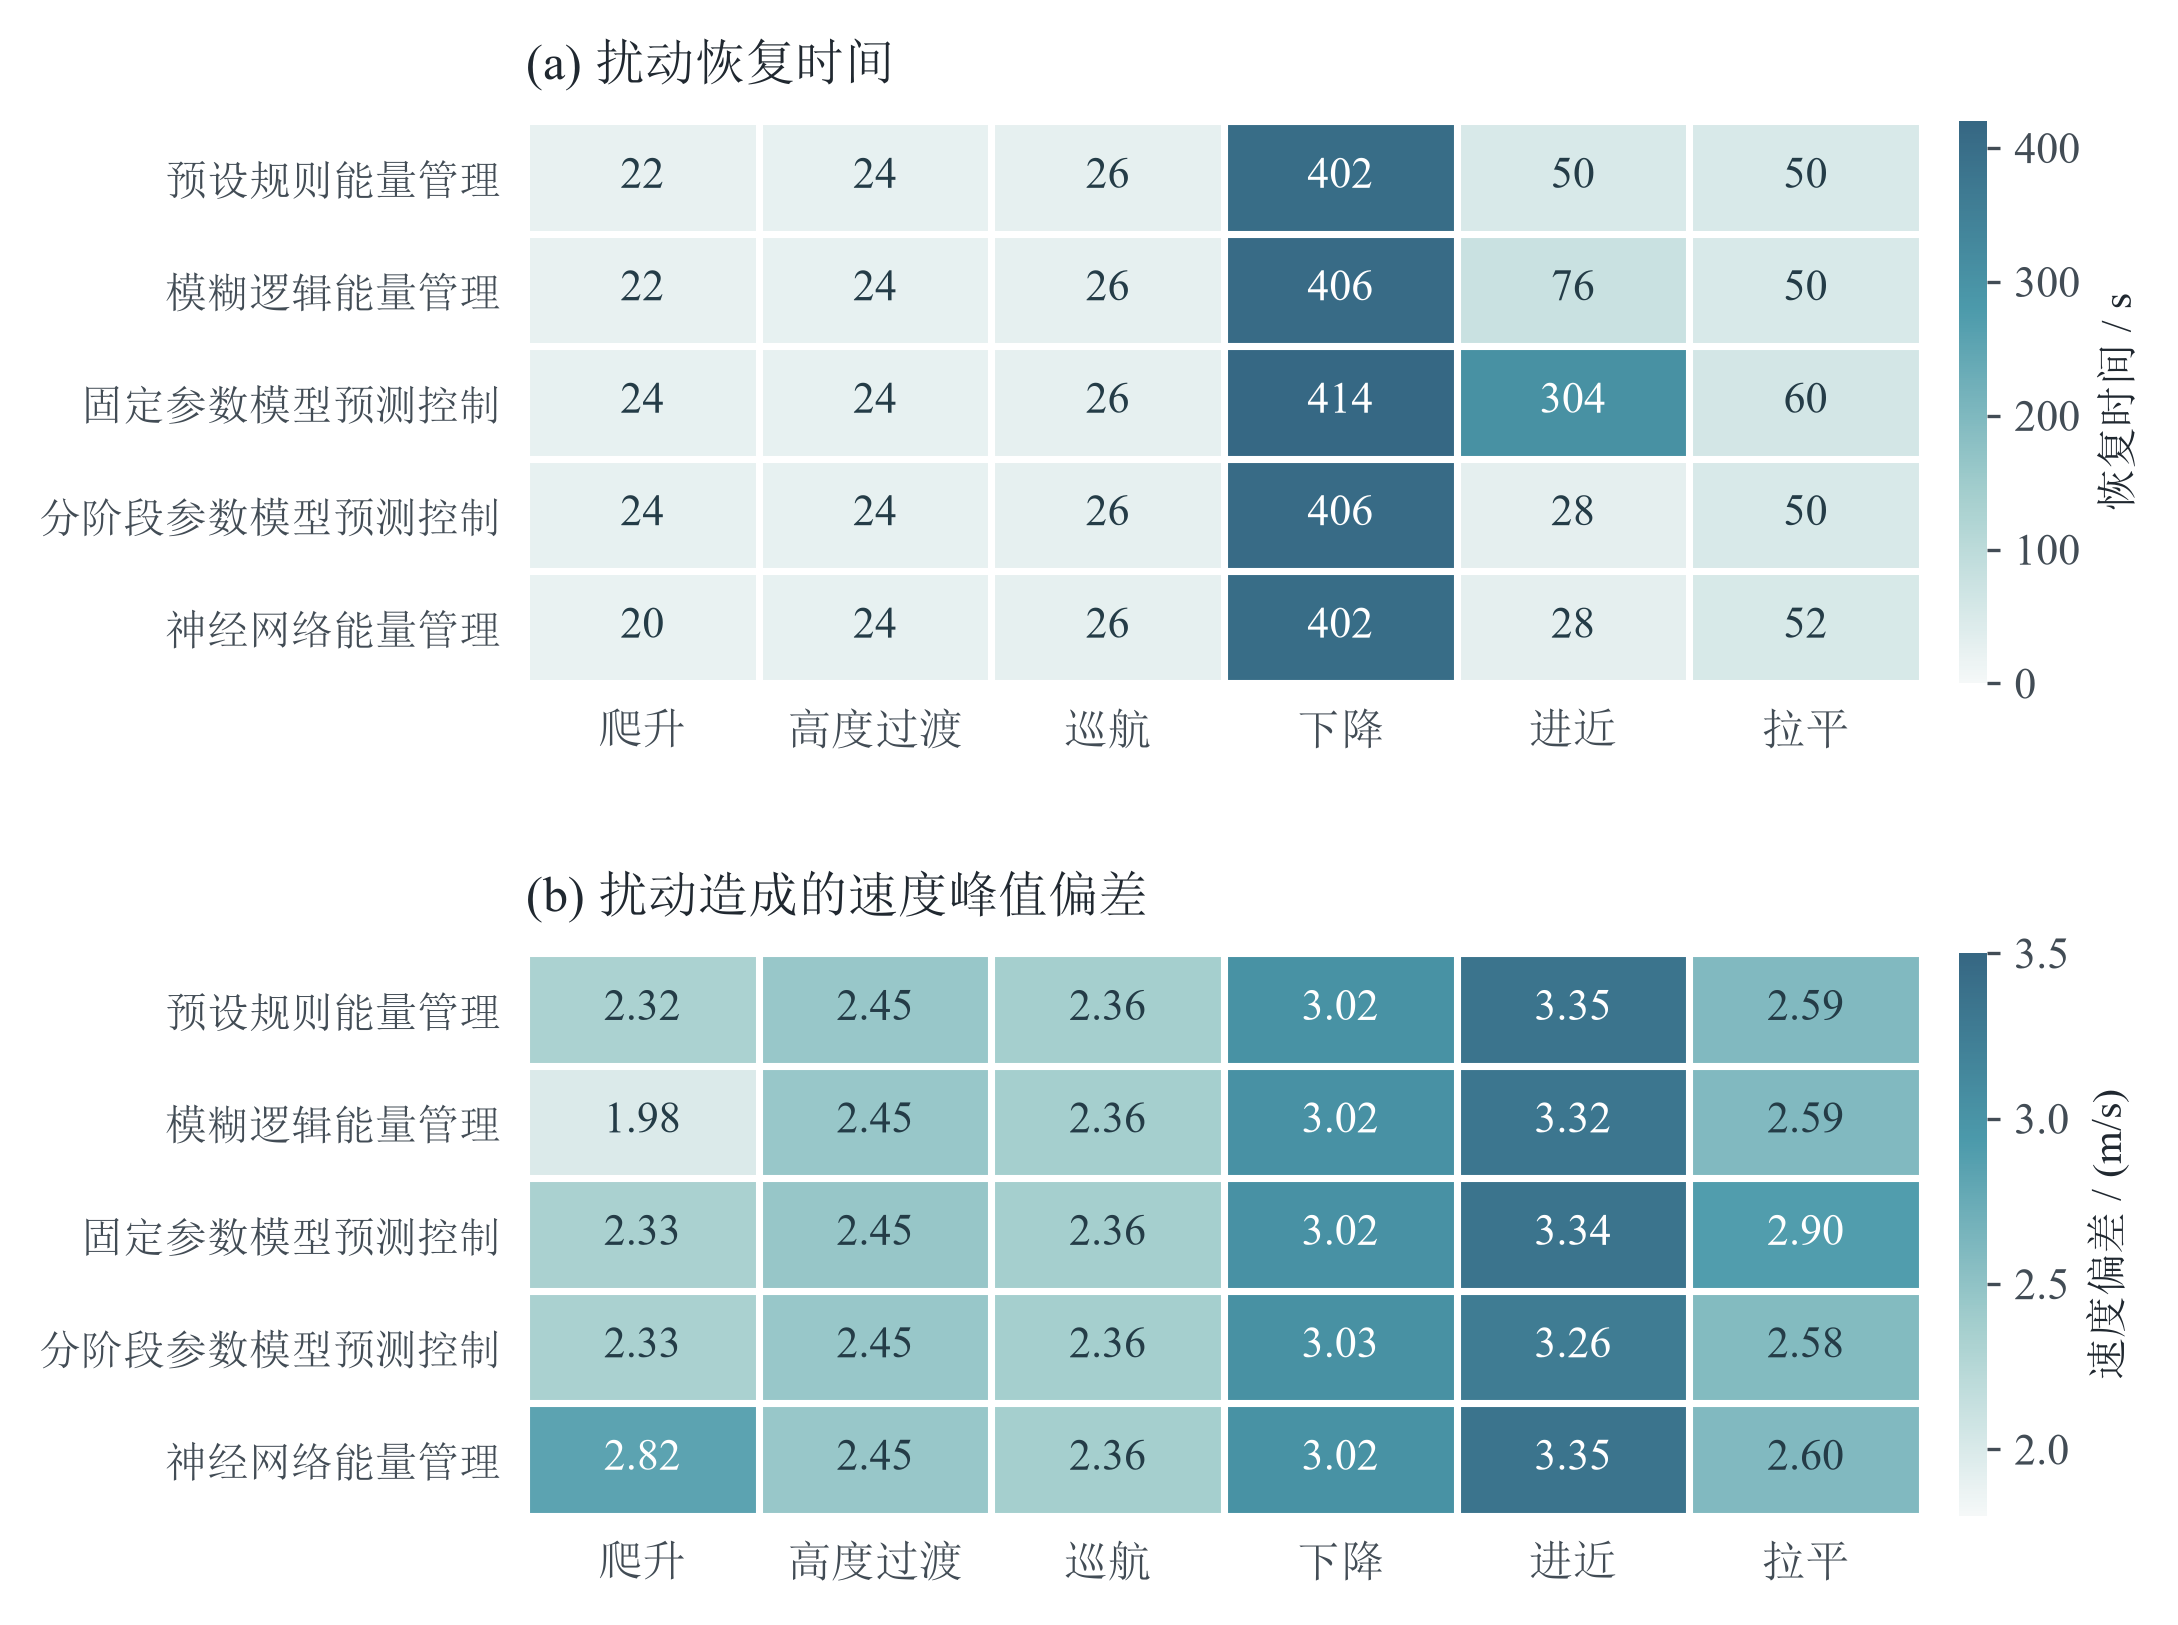 (a) 扰动恢复时间
预设规则能量管理 22 24 26 402 50 50
模糊逻辑能量管理 22 24 26 406 76 50
固定参数模型预测控制 24 24 26 414 304 60
分阶段参数模型预测控制 24 24 26 406 28 50
神经网络能量管理 20 24 26 402 28 52
爬升 高度过渡 巡航 下降 进近 拉平
400
300
200
100
0
恢复时间 / s
(b) 扰动造成的速度峰值偏差
预设规则能量管理 2.32 2.45 2.36 3.02 3.35 2.59
模糊逻辑能量管理 1.98 2.45 2.36 3.02 3.32 2.59
固定参数模型预测控制 2.33 2.45 2.36 3.02 3.34 2.90
分阶段参数模型预测控制 2.33 2.45 2.36 3.03 3.26 2.58
神经网络能量管理 2.82 2.45 2.36 3.02 3.35 2.60
爬升 高度过渡 巡航 下降 进近 拉平
3.5
3.0
2.5
2.0
速度偏差 / (m/s)